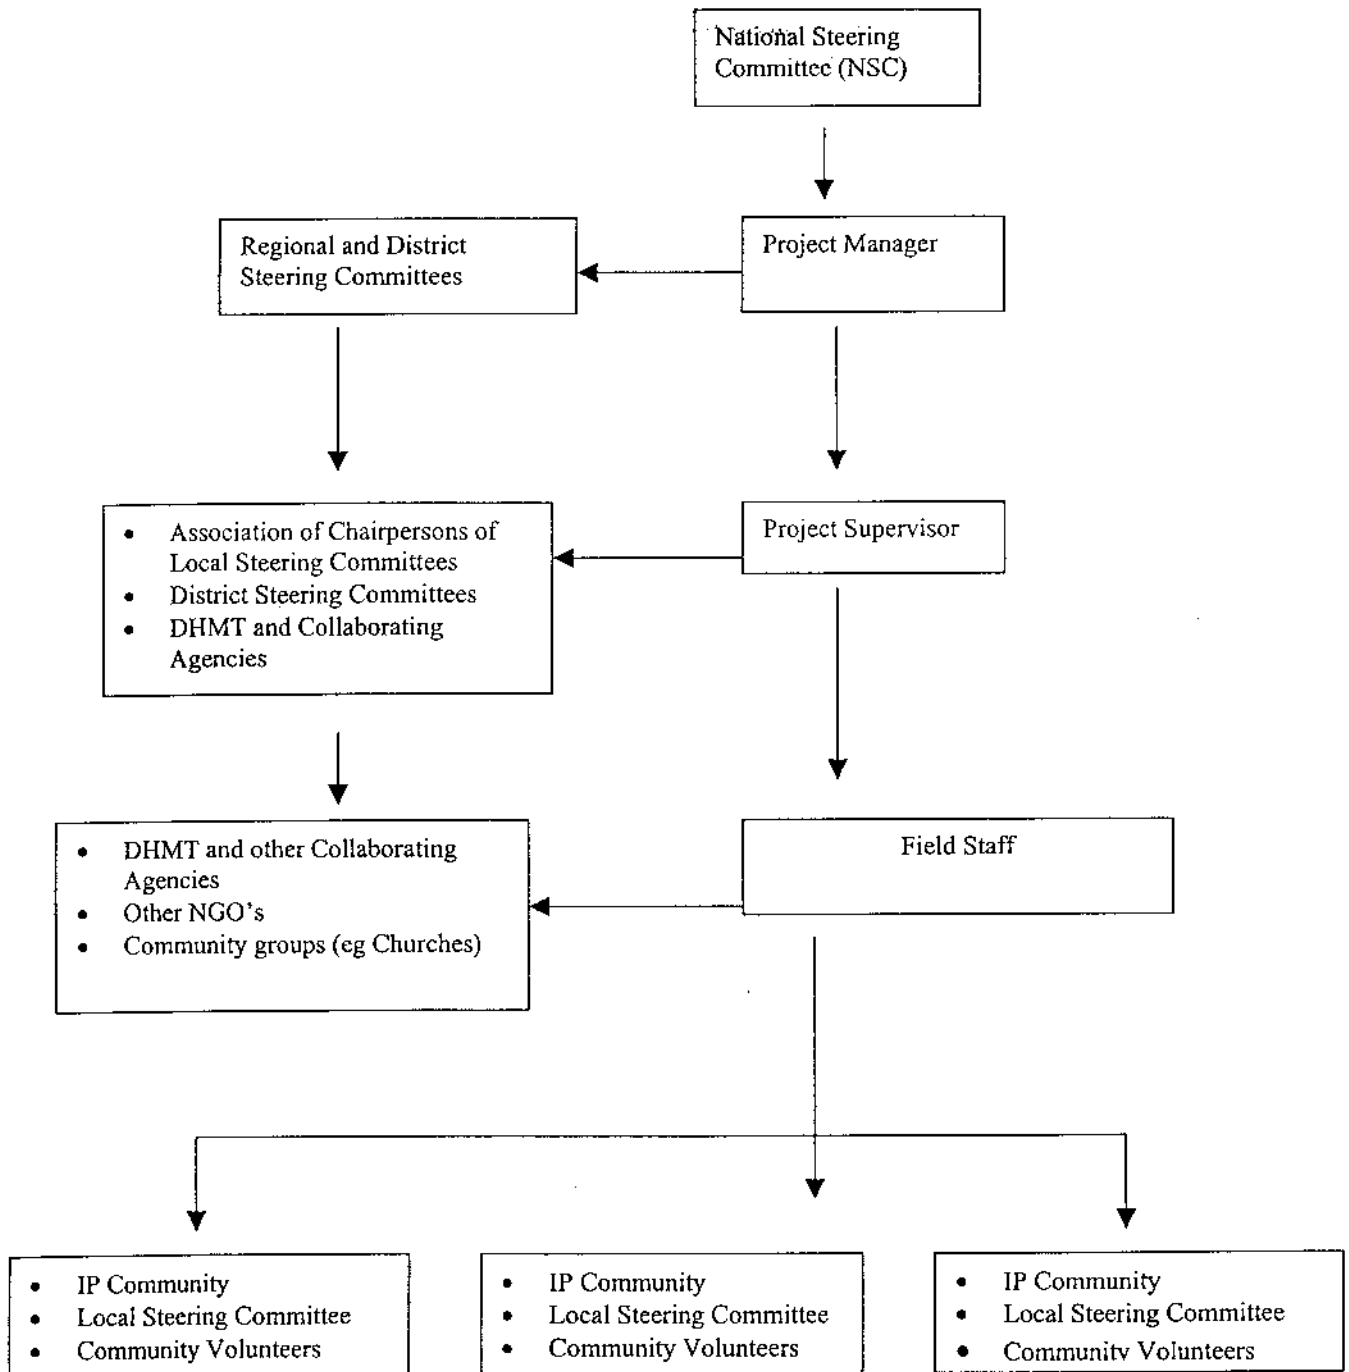 National Steering
Committee (NSC)
Regional and District
Steering Committees
Project Manager
• Association of Chairpersons of
Local Steering Committees
• District Steering Committees
• DHMT and Collaborating
Agencies
Project Supervisor
• DHMT and other Collaborating
Agencies
• Other NGO's
• Community groups (eg Churches)
Field Staff
• IP Community
• Local Steering Committee
• Community Volunteers
• IP Community
• Local Steering Committee
• Community Volunteers
• IP Community
• Local Steering Committee
• Community Volunteers